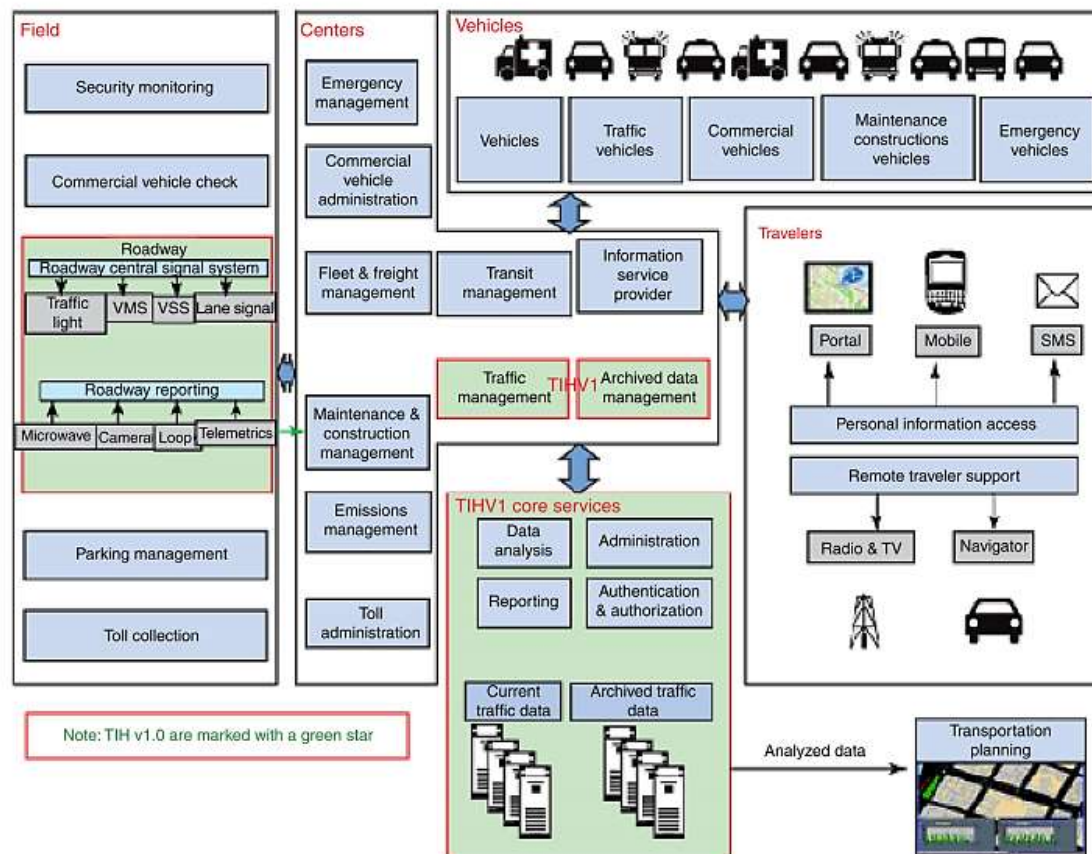 Field
Security monitoring
Commercial vehicle check
Roadway
Roadway central signal system
Traffic
light
VMS
VSS
Lane signal
Roadway reporting
Microwave
Camera
Loop
Telemetrics
Parking management
Toll collection
Note: TIH v1.0 are marked with a green star
Centers
Emergency
management
Commercial
vehicle
administration
Fleet & freight
management
Transit
management
Information
service
provider
Traffic
management
TIHV1
Archived data
management
Maintenance &
construction
management
Emissions
management
Toll
administration
Vehicles
Vehicles
Traffic
vehicles
Commercial
vehicles
Maintenance
constructions
vehicles
Emergency
vehicles
Travelers
Portal
Mobile
SMS
Personal information access
Remote traveler support
Radio & TV
Navigator
TIHV1 core services
Data
analysis
Administration
Reporting
Authentication
& authorization
Current
traffic data
Archived traffic
data
Analyzed data
Transportation
planning